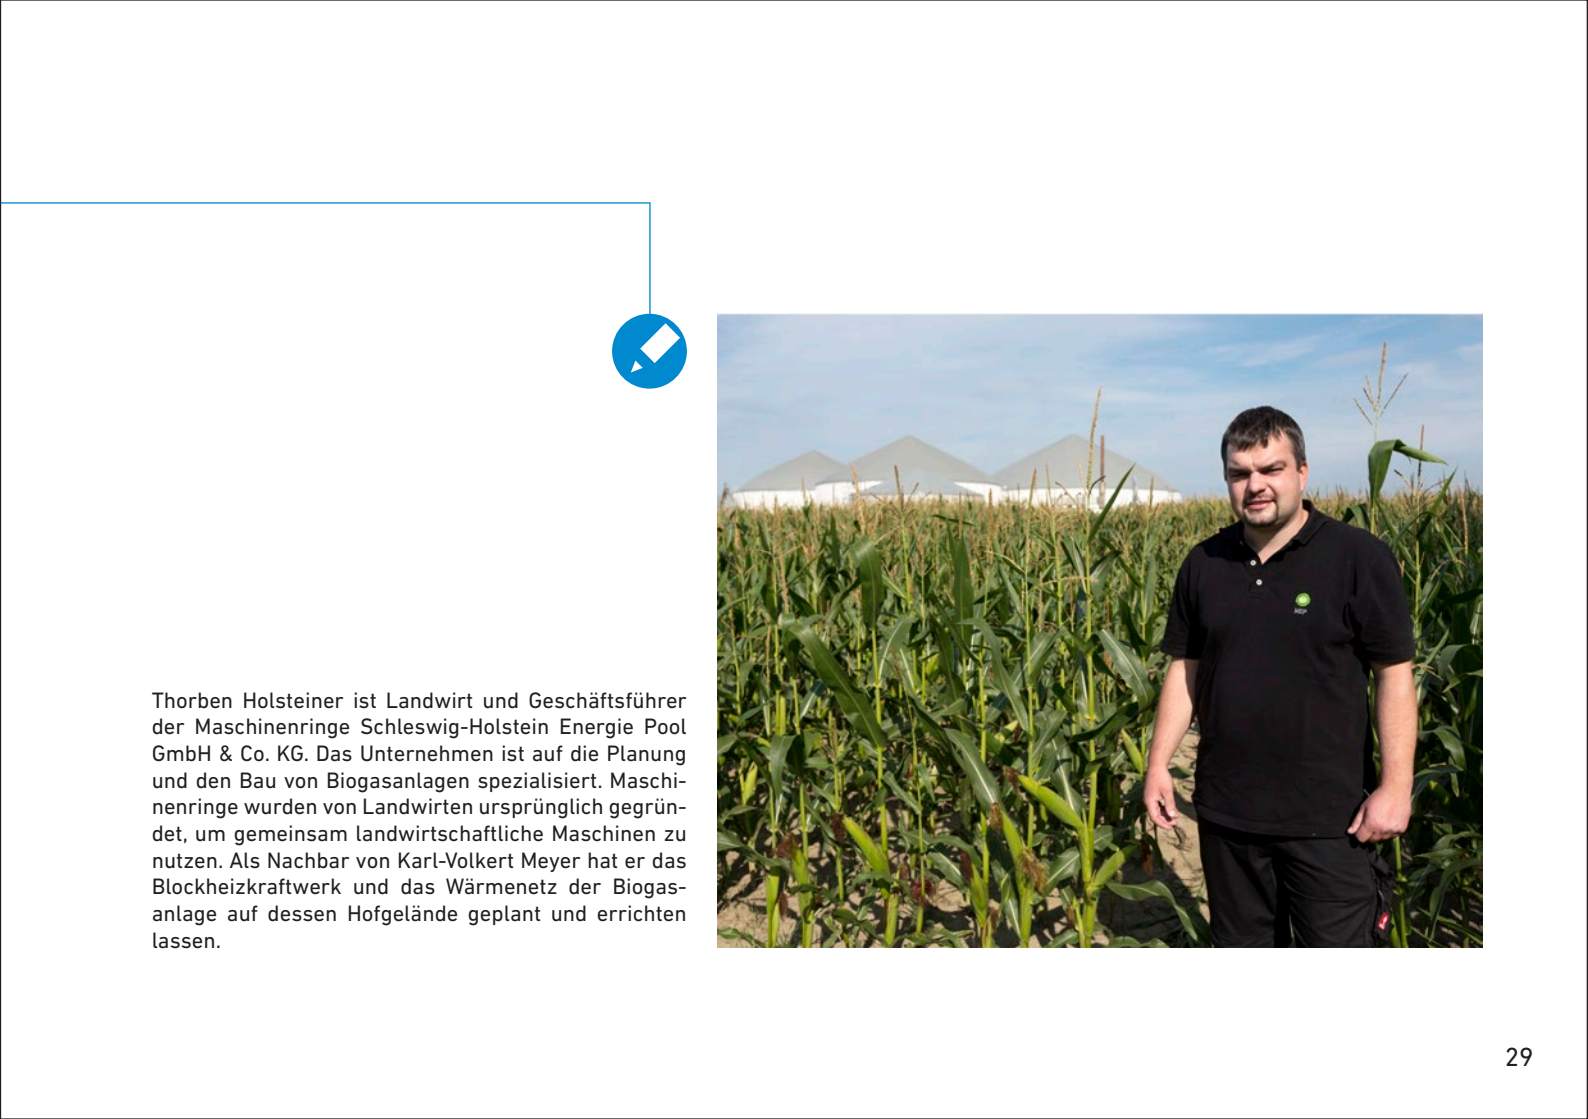 Thorben Holsteiner ist Landwirt und Geschäftsführer
der Maschinenringe Schleswig-Holstein Energie Pool
GmbH & Co. KG. Das Unternehmen ist auf die Planung
und den Bau von Biogasanlagen spezialisiert. Maschi-
nenringe wurden von Landwirten ursprünglich gegrün-
det, um gemeinsam landwirtschaftliche Maschinen zu
nutzen. Als Nachbar von Karl-Volkert Meyer hat er das
Blockheizkraftwerk und das Wärmenetz der Biogas-
anlage auf dessen Hofgelände geplant und errichten
lassen.
29